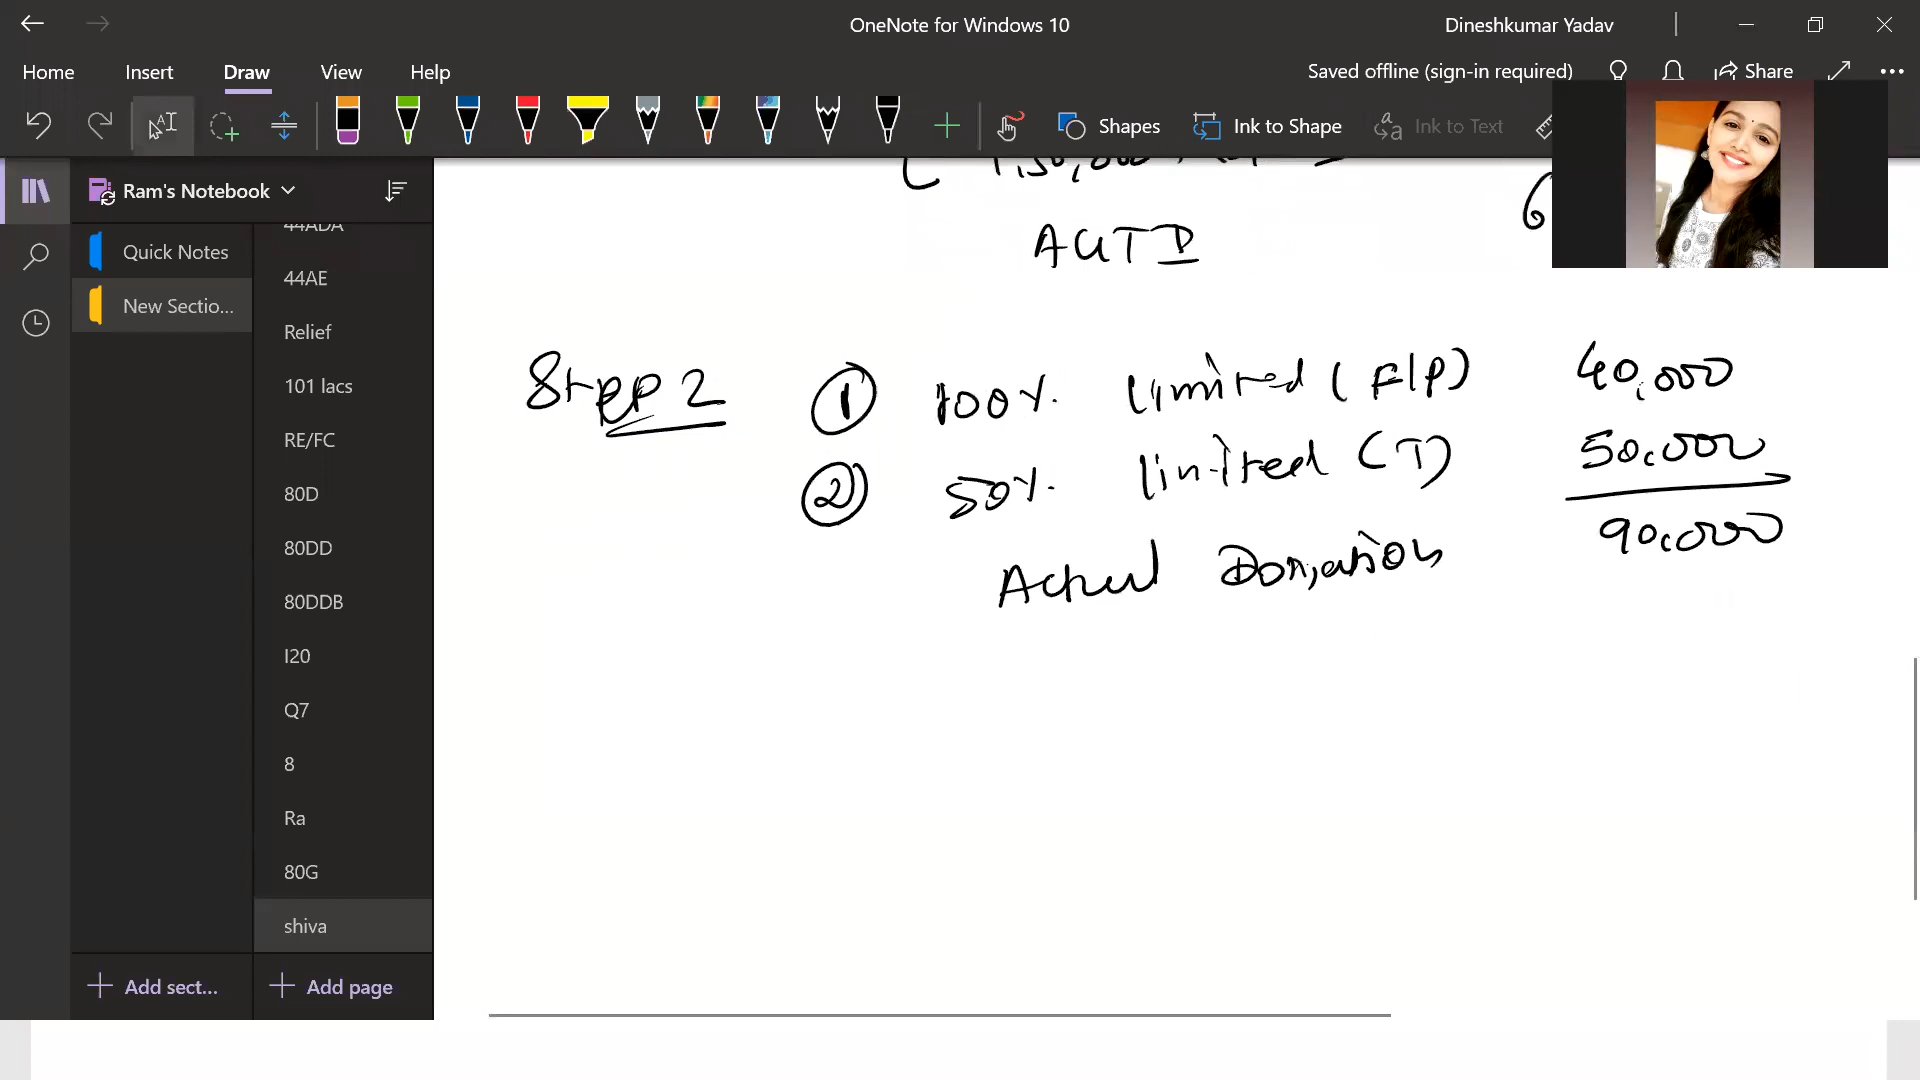 OneNote for Windows 10
Dineshkumar Yadav
Home Insert Draw View Help
Saved offline (sign-in required)
Share
Shapes
Ink to Shape
Ink to Text
Ram's Notebook
Quick Notes
New Sectio...
44ADA
44AE
Relief
101 lacs
RE/FC
80D
80DD
80DDB
I20
Q7
8
Ra
80G
shiva
Add sect...
Add page
AGTI
Step 2
① 100% limited (F/P) 40,000
② 50% limited (T) 50,000
90,000
Actual Donation